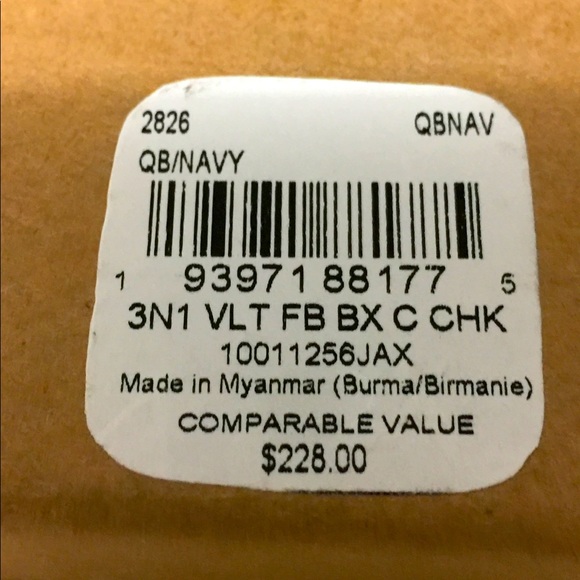 2826 QBNAV
QB/NAVY
1 93971 88177 5
3N1 VLT FB BX C CHK
10011256JAX
Made in Myanmar (Burma/Birmanie)
COMPARABLE VALUE
$228.00